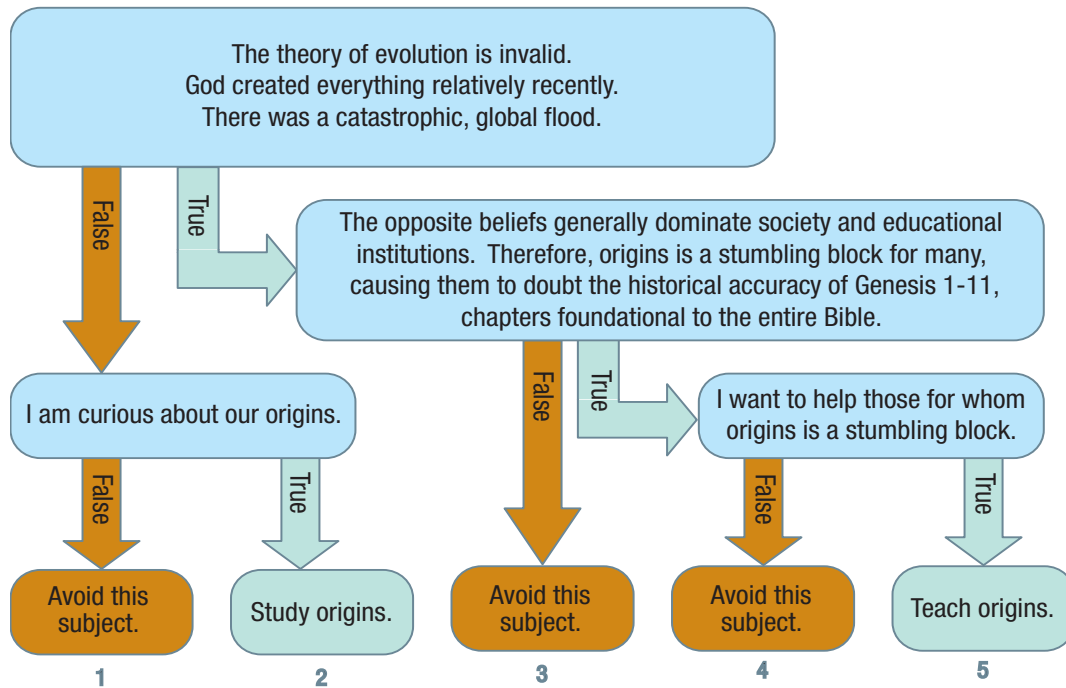 The theory of evolution is invalid.
God created everything relatively recently.
There was a catastrophic, global flood.
False
True
The opposite beliefs generally dominate society and educational
institutions. Therefore, origins is a stumbling block for many,
causing them to doubt the historical accuracy of Genesis 1-11,
chapters foundational to the entire Bible.
False
True
I am curious about our origins.
I want to help those for whom
origins is a stumbling block.
False
True
False
True
Avoid this
subject.
Study origins.
Avoid this
subject.
Avoid this
subject.
Teach origins.
1
2
3
4
5